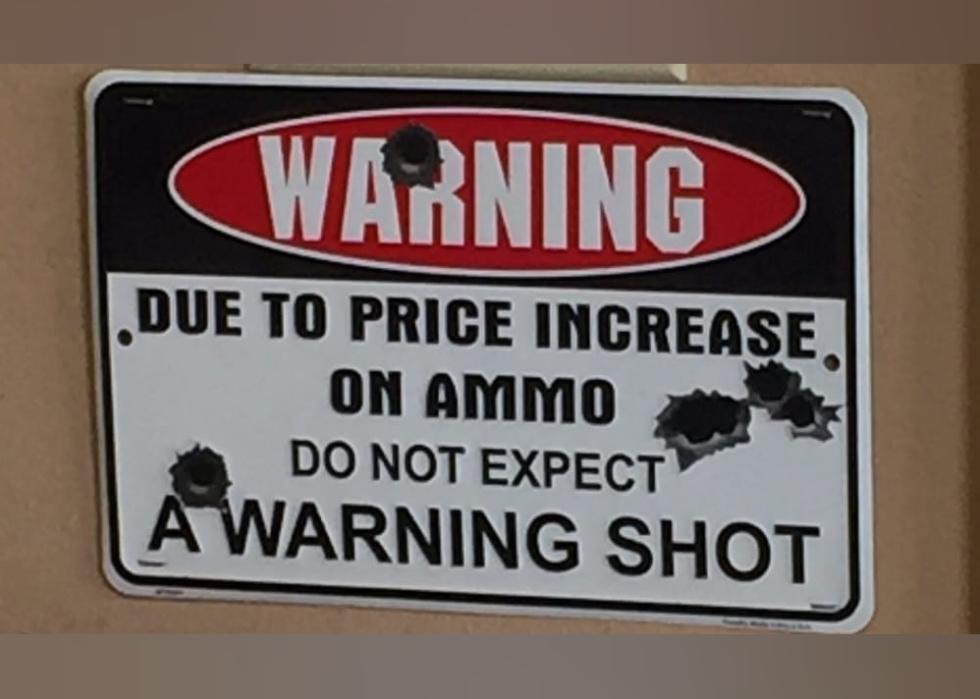 WARNING
DUE TO PRICE INCREASE
ON AMMO
DO NOT EXPECT
A WARNING SHOT